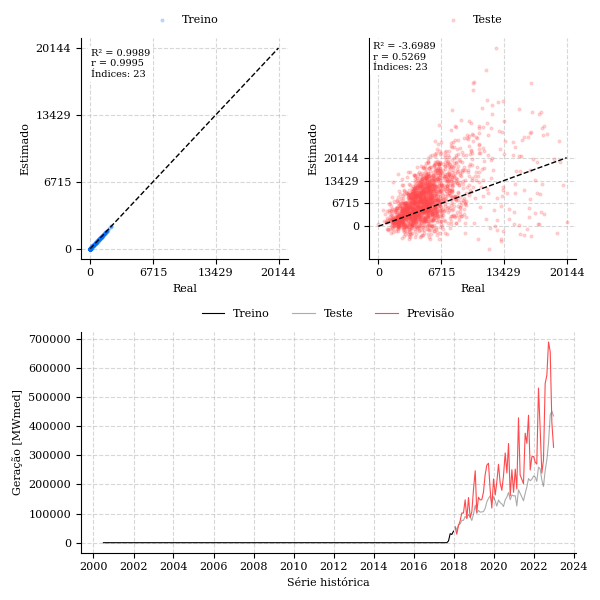 Treino
Teste
R² = 0.9989
r = 0.9995
Índices: 23
R² = -3.6989
r = 0.5269
Índices: 23
20144
13429
6715
0
Estimado
0 6715 13429 20144
Real
20144
13429
6715
0
Estimado
0 6715 13429 20144
Real
Treino Teste Previsão
700000
600000
500000
400000
300000
200000
100000
0
Geração [MWmed]
2000 2002 2004 2006 2008 2010 2012 2014 2016 2018 2020 2022 2024
Série histórica